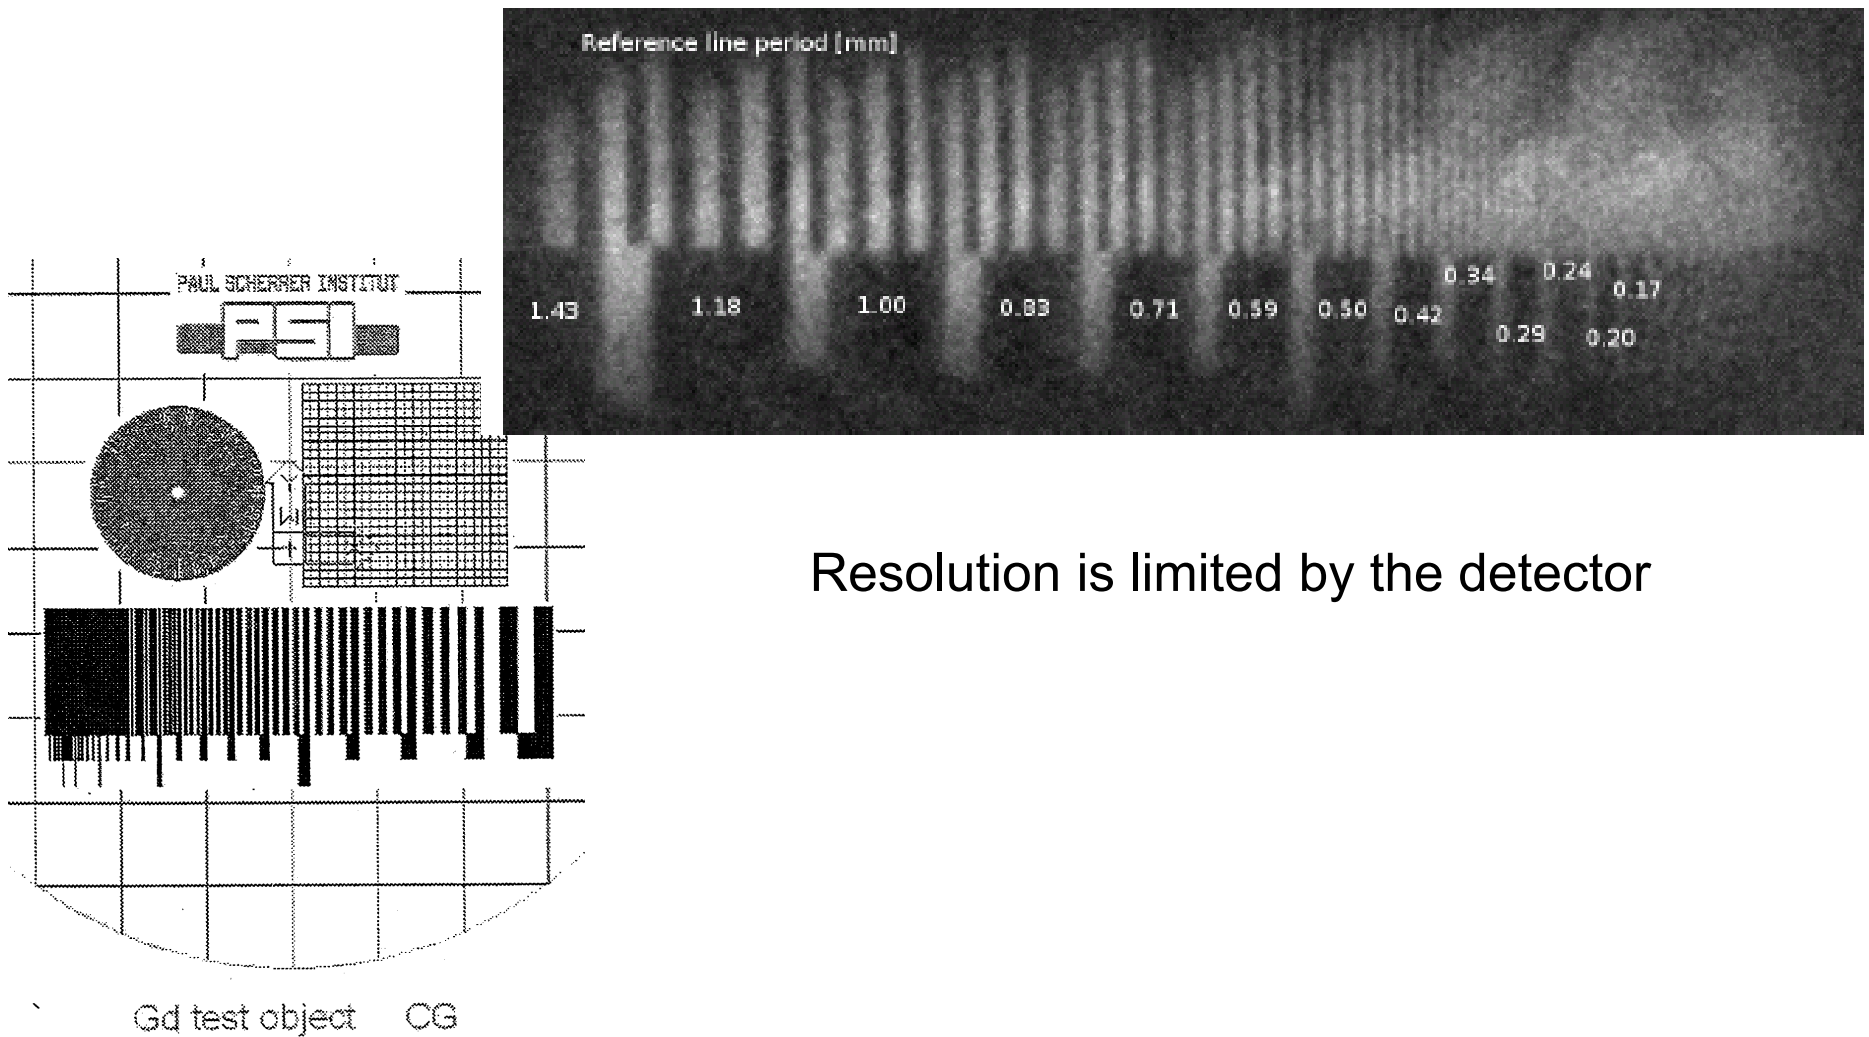 Reference line period [mm]
1.43 1.18 1.00 0.83 0.71 0.59 0.50 0.42 0.34 0.29 0.24 0.20 0.17
PAUL SCHERRER INSTITUT
PSI
Resolution is limited by the detector
Gd test object CG